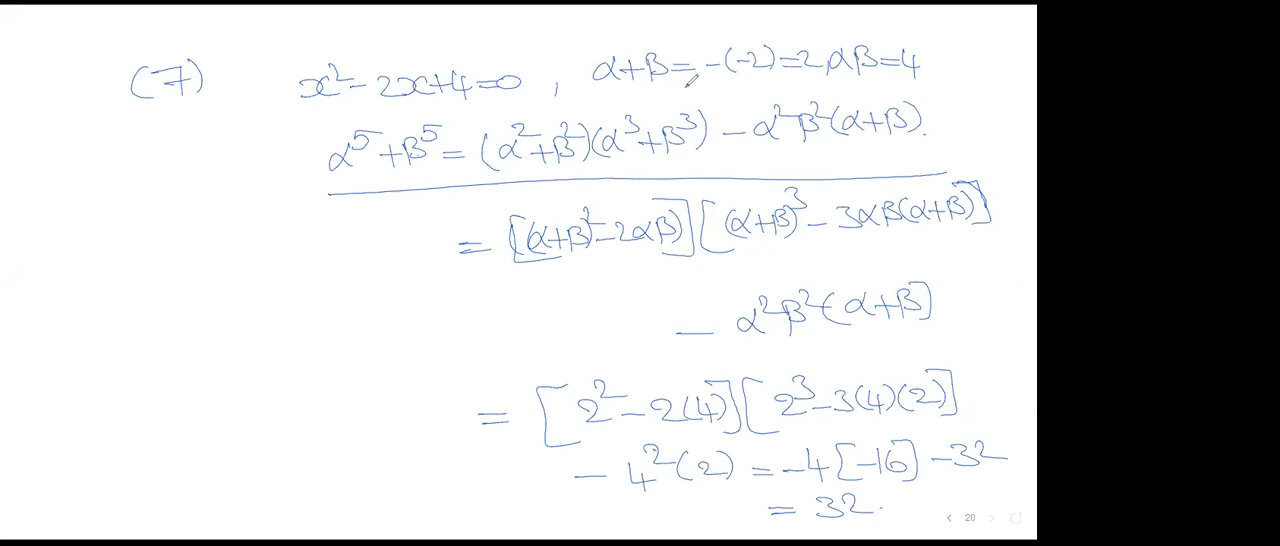 (7) x² - 2x+4=0 , α+β = -(-2)=2, αβ=4
α⁵+β⁵ = (α²+β²)(α³+β³) - α²β²(α+β).
= [(α+β)²-2αβ][(α+β)³-3αβ(α+β)]
- α²β²(α+β)
= [2²-2(4)][2³-3(4)(2)]
- 4²(2) = -4[-16] -32
= 32.
< 20 >